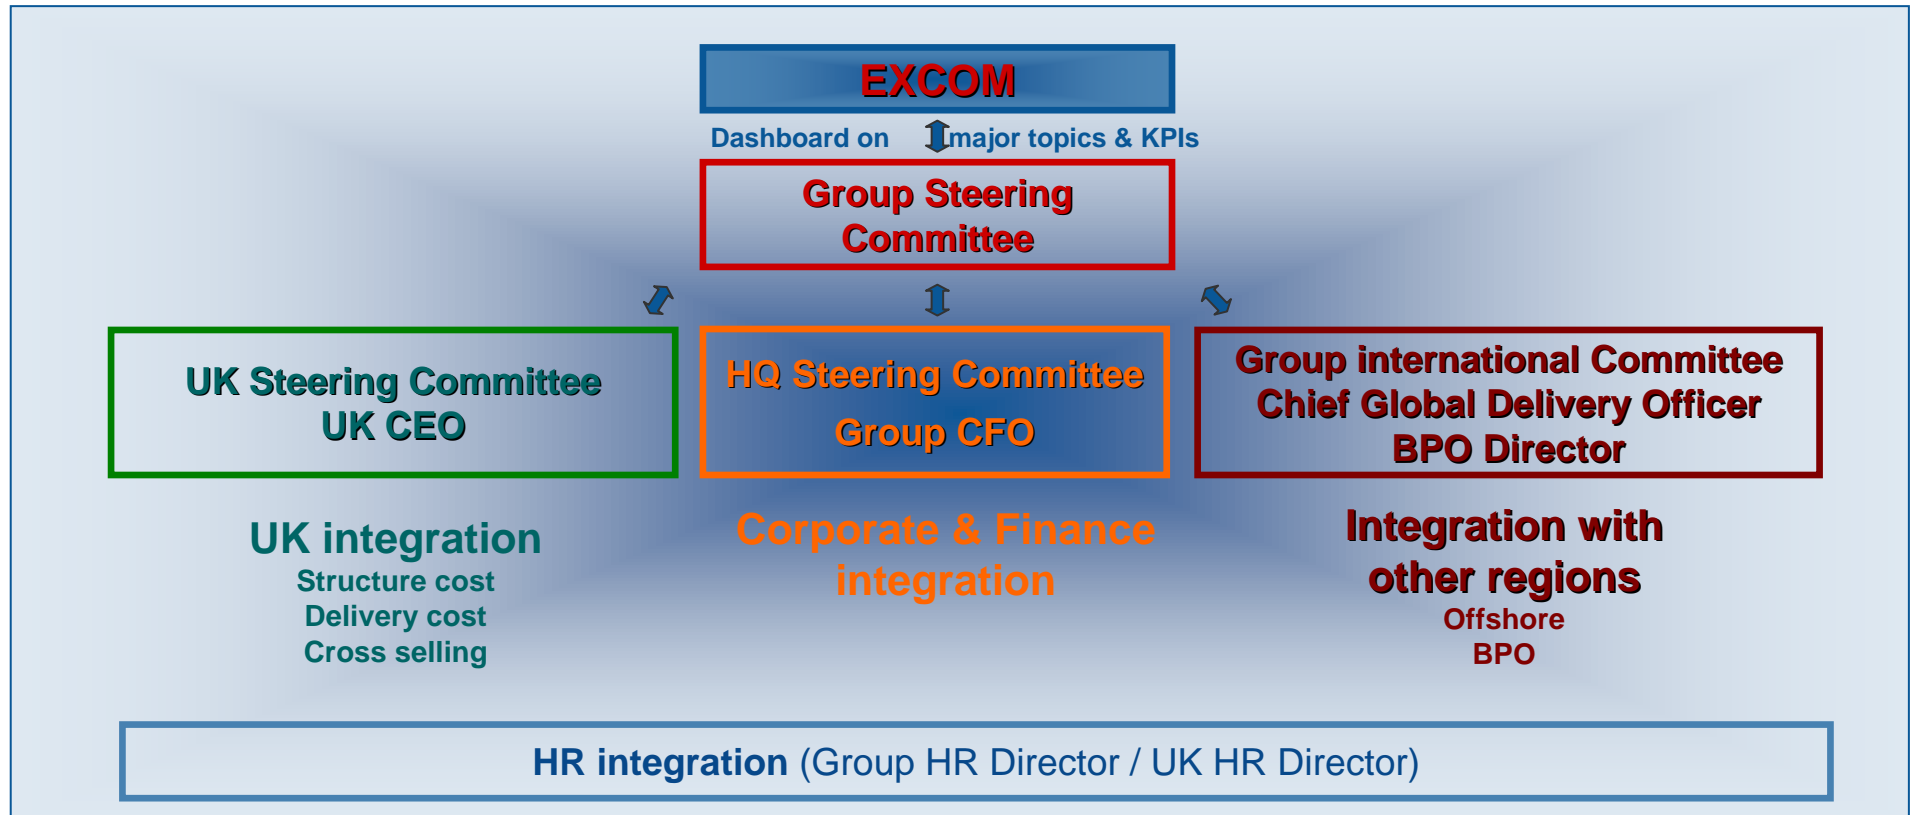 EXCOM
Dashboard on major topics & KPIs
Group Steering
Committee
UK Steering Committee
UK CEO
HQ Steering Committee
Group CFO
Group international Committee
Chief Global Delivery Officer
BPO Director
UK integration
Structure cost
Delivery cost
Cross selling
Corporate & Finance
integration
Integration with
other regions
Offshore
BPO
HR integration (Group HR Director / UK HR Director)